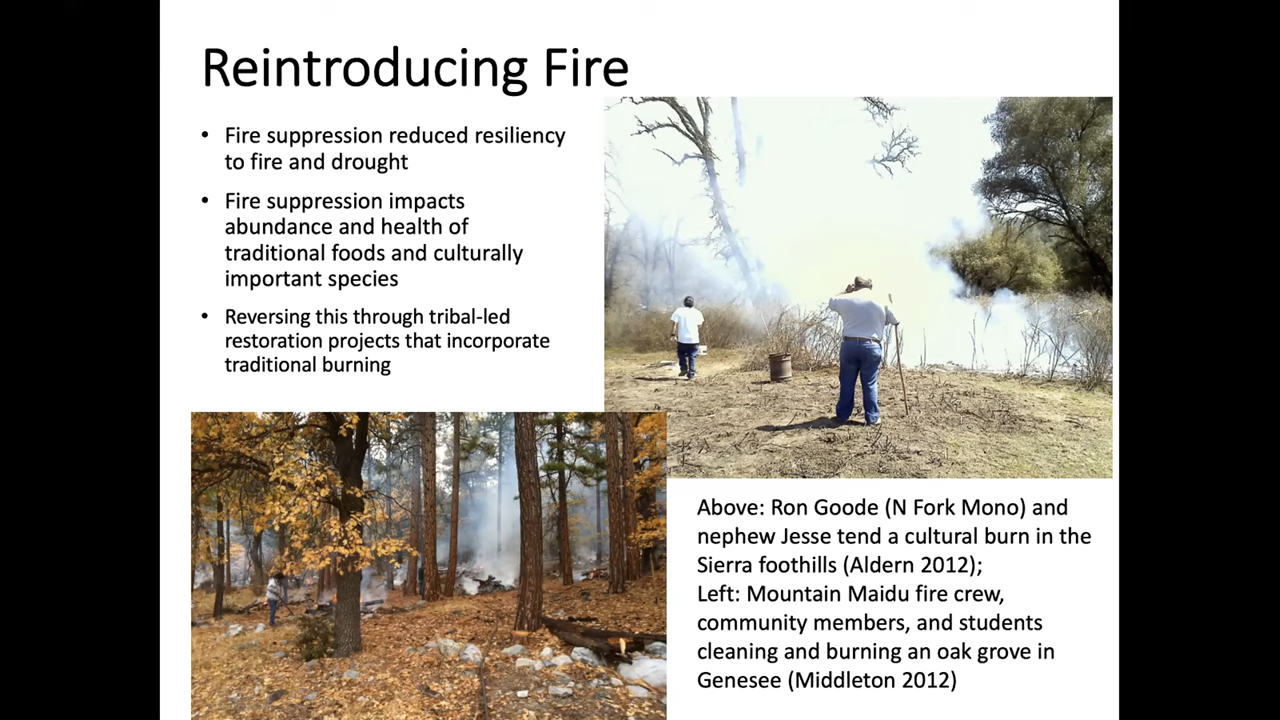 Reintroducing Fire
• Fire suppression reduced resiliency
to fire and drought
• Fire suppression impacts
abundance and health of
traditional foods and culturally
important species
• Reversing this through tribal-led
restoration projects that incorporate
traditional burning
Above: Ron Goode (N Fork Mono) and
nephew Jesse tend a cultural burn in the
Sierra foothills (Aldern 2012);
Left: Mountain Maidu fire crew,
community members, and students
cleaning and burning an oak grove in
Genesee (Middleton 2012)